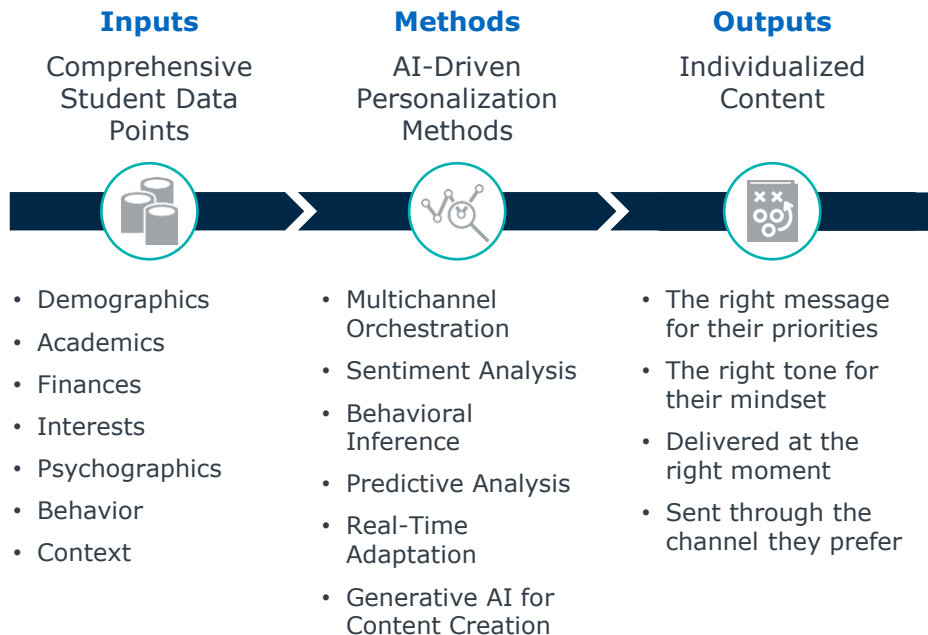 Inputs
Comprehensive
Student Data
Points
• Demographics
• Academics
• Finances
• Interests
• Psychographics
• Behavior
• Context
Methods
AI-Driven
Personalization
Methods
• Multichannel
Orchestration
• Sentiment Analysis
• Behavioral
Inference
• Predictive Analysis
• Real-Time
Adaptation
• Generative AI for
Content Creation
Outputs
Individualized
Content
• The right message
for their priorities
• The right tone for
their mindset
• Delivered at the
right moment
• Sent through the
channel they prefer